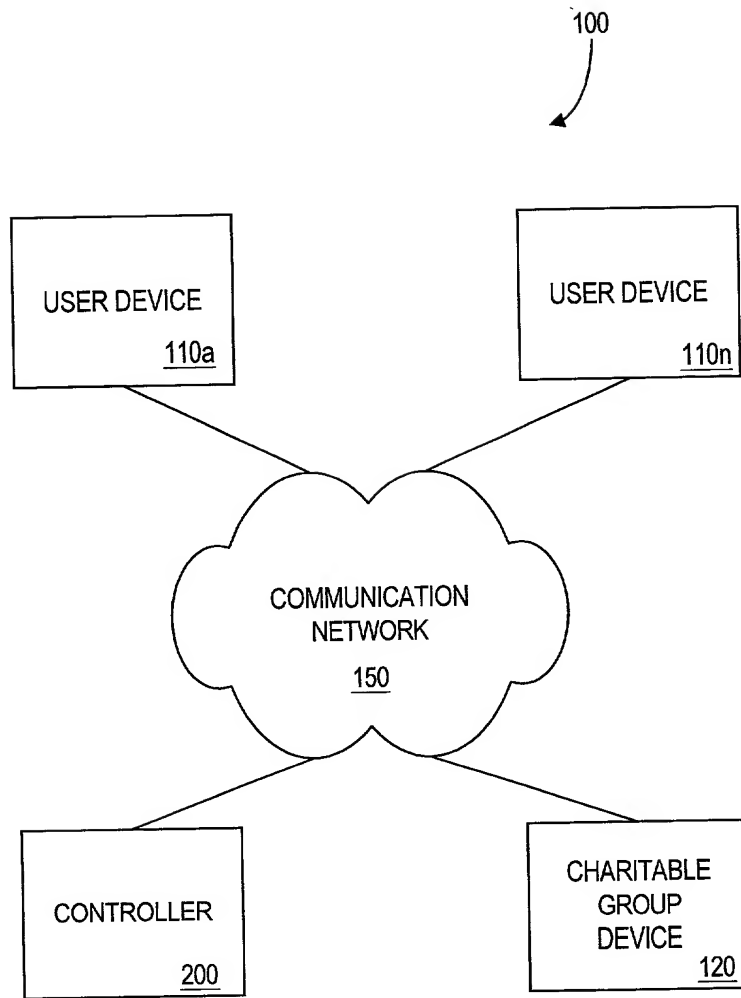 100
USER DEVICE
110a
USER DEVICE
110n
COMMUNICATION
NETWORK
150
CONTROLLER
200
CHARITABLE
GROUP
DEVICE
120